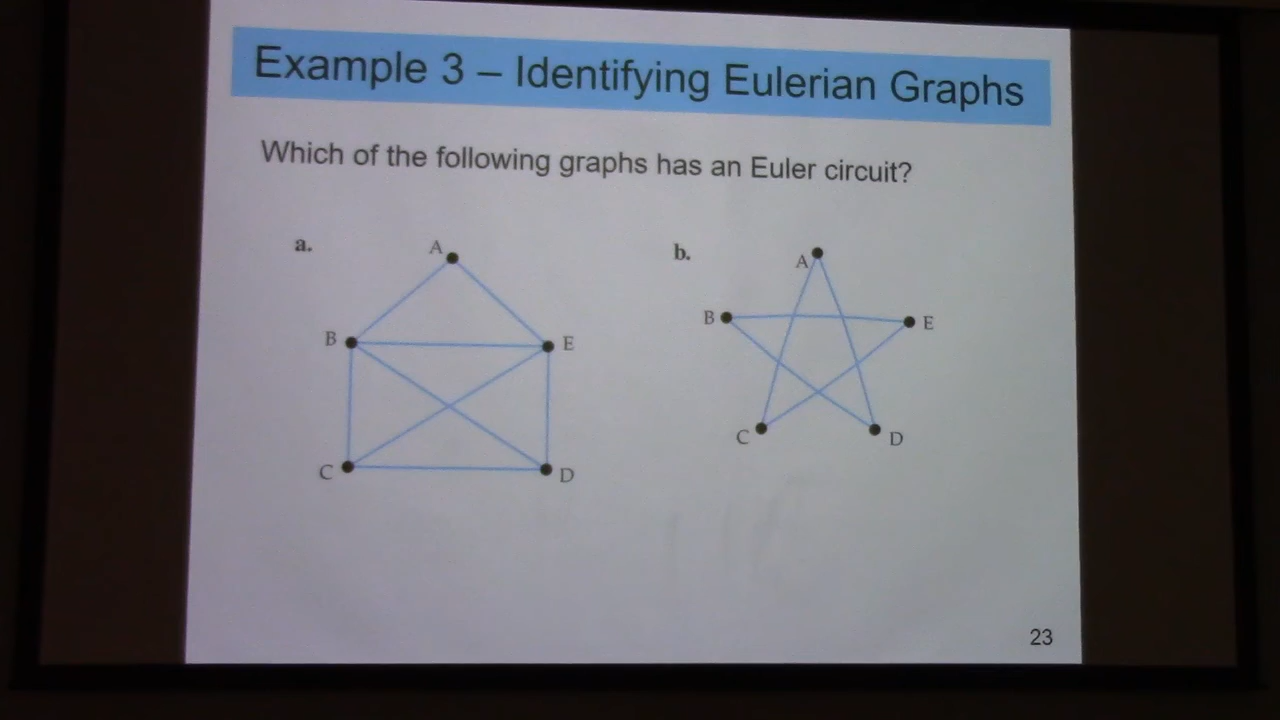 Example 3 – Identifying Eulerian Graphs
Which of the following graphs has an Euler circuit?
a.
A
B
E
C
D
b.
A
B
E
C
D
23